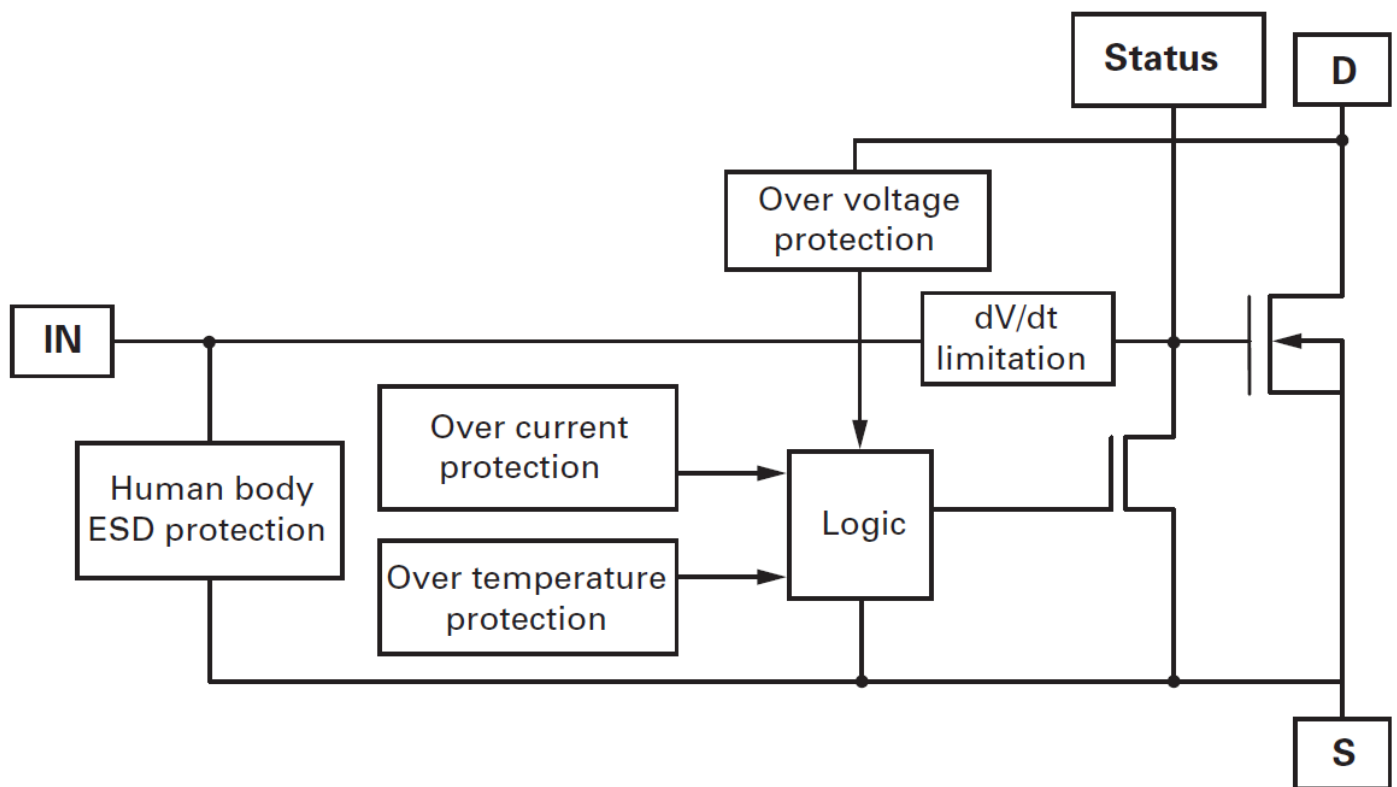 Status
D
Over voltage
protection
IN
dV/dt
limitation
Over current
protection
Human body
ESD protection
Logic
Over temperature
protection
S